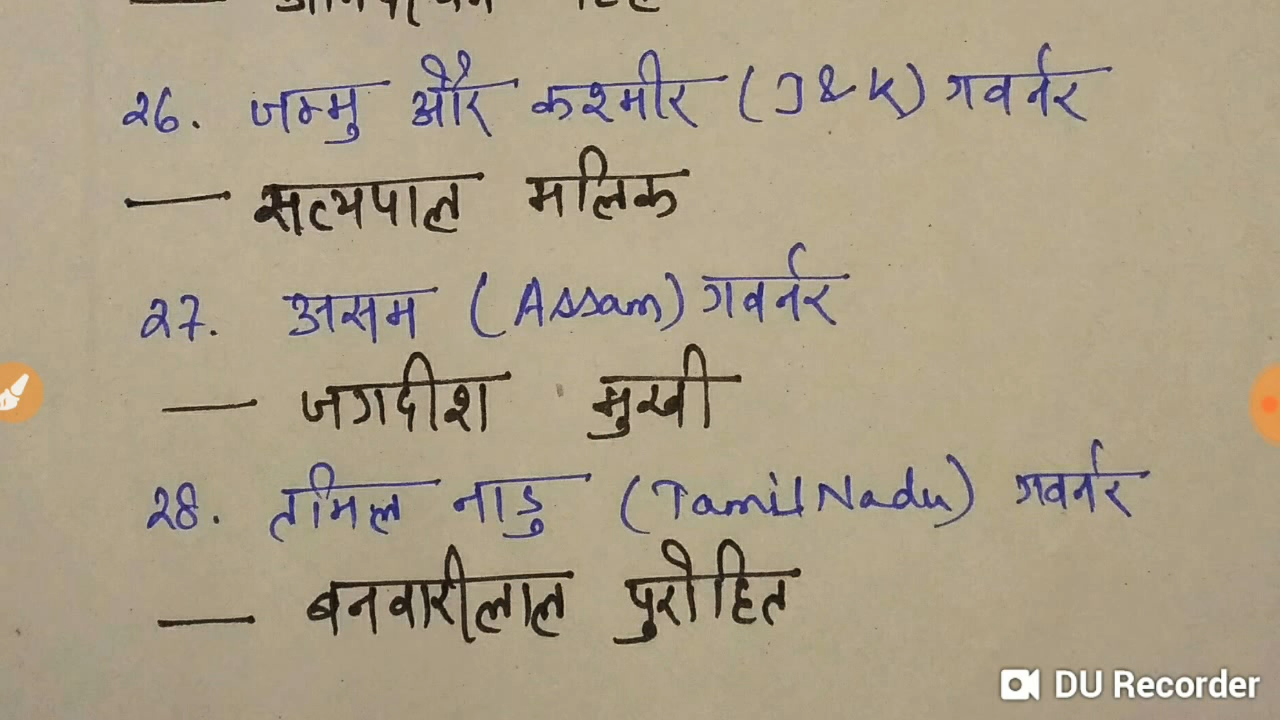 26. जम्मु और कश्मीर (J&K) गवर्नर
— सत्यपाल मलिक
27. असम (Assam) गवर्नर
— जगदीश मुखी
28. तमिल नाडु (Tamil Nadu) गवर्नर
— बनवारीलाल पुरोहित
DU Recorder